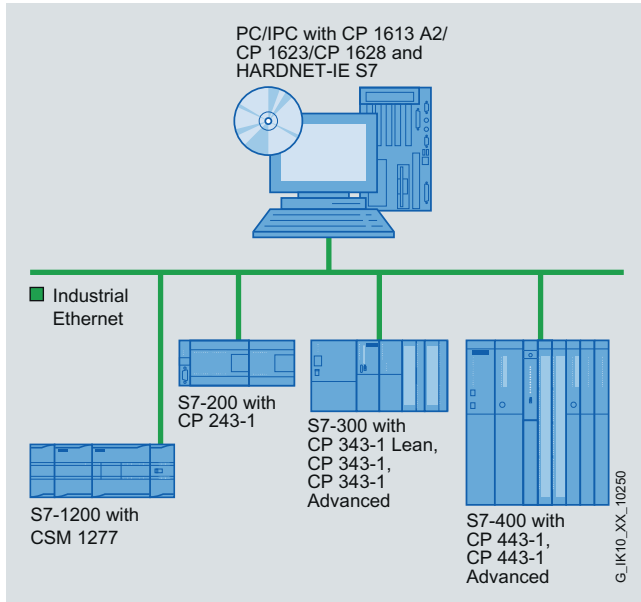 PC/IPC with CP 1613 A2/
CP 1623/CP 1628 and
HARDNET-IE S7
Industrial
Ethernet
S7-200 with
CP 243-1
S7-300 with
CP 343-1 Lean,
CP 343-1,
CP 343-1
Advanced
S7-1200 with
CSM 1277
S7-400 with
CP 443-1,
CP 443-1
Advanced
G_IK10_XX_10250